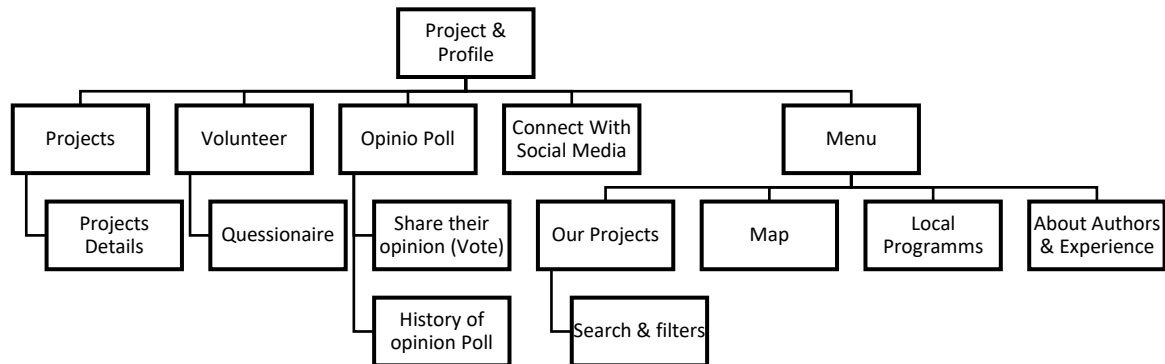 Project &
Profile
Projects
Volunteer
Opinio Poll
Connect With
Social Media
Menu
Projects
Details
Quessionaire
Share their
opinion (Vote)
Our Projects
Map
Local
Programms
About Authors
& Experience
History of
opinion Poll
Search & filters